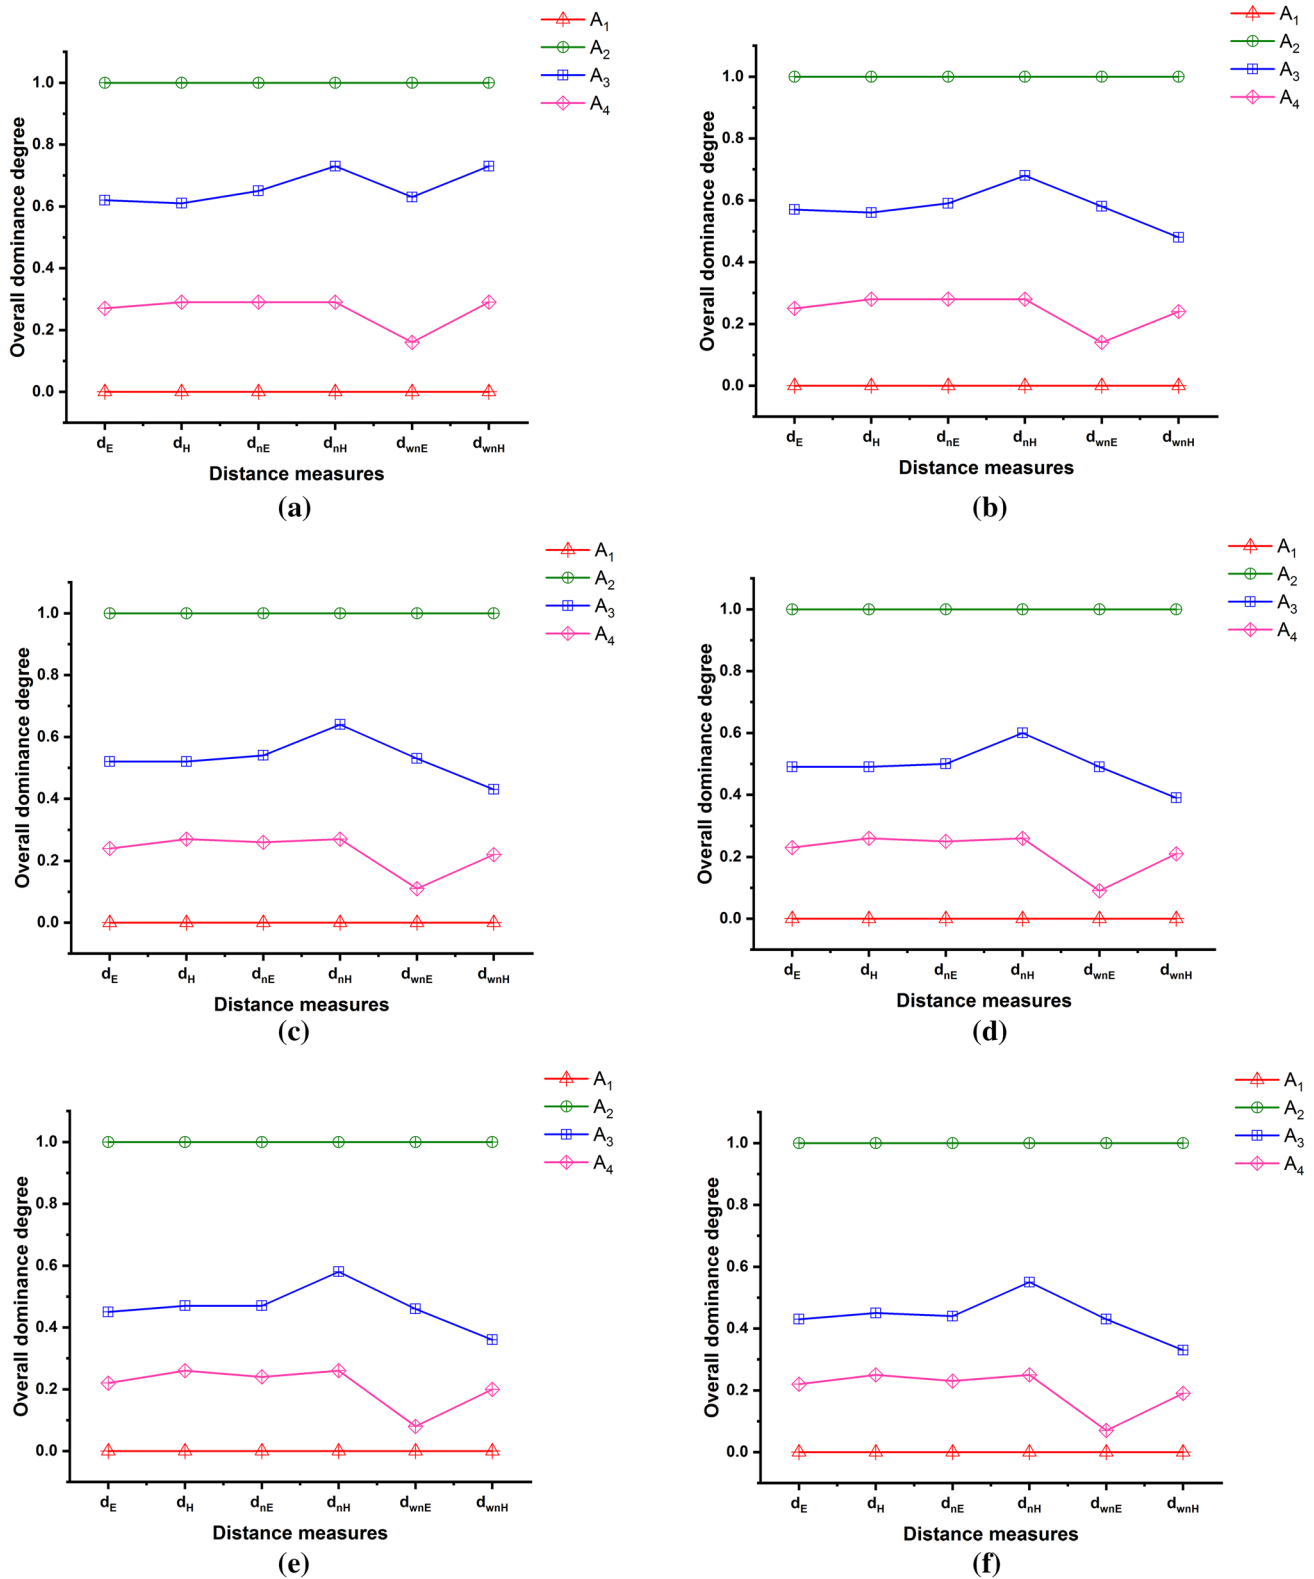 A1
A2
A3
A4
1.0
0.8
0.6
0.4
0.2
0.0
Overall dominance degree
dE dH dnE dnH dwnE dwnH
Distance measures
(a)
A1
A2
A3
A4
1.0
0.8
0.6
0.4
0.2
0.0
Overall dominance degree
dE dH dnE dnH dwnE dwnH
Distance measures
(b)
A1
A2
A3
A4
1.0
0.8
0.6
0.4
0.2
0.0
Overall dominance degree
dE dH dnE dnH dwnE dwnH
Distance measures
(c)
A1
A2
A3
A4
1.0
0.8
0.6
0.4
0.2
0.0
Overall dominance degree
dE dH dnE dnH dwnE dwnH
Distance measures
(d)
A1
A2
A3
A4
1.0
0.8
0.6
0.4
0.2
0.0
Overall dominance degree
dE dH dnE dnH dwnE dwnH
Distance measures
(e)
A1
A2
A3
A4
1.0
0.8
0.6
0.4
0.2
0.0
Overall dominance degree
dE dH dnE dnH dwnE dwnH
Distance measures
(f)